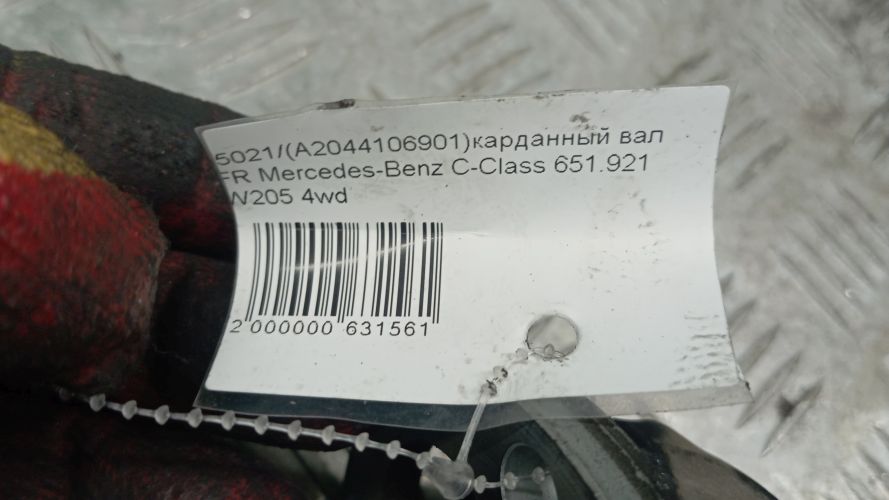 5021/(A2044106901)карданный вал
FR Mercedes-Benz C-Class 651.921
W205 4wd
2 000000 631561